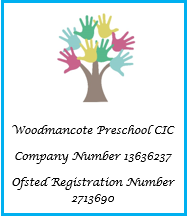 Woodmancote Preschool CIC
Company Number 13636237
Ofsted Registration Number
2713690